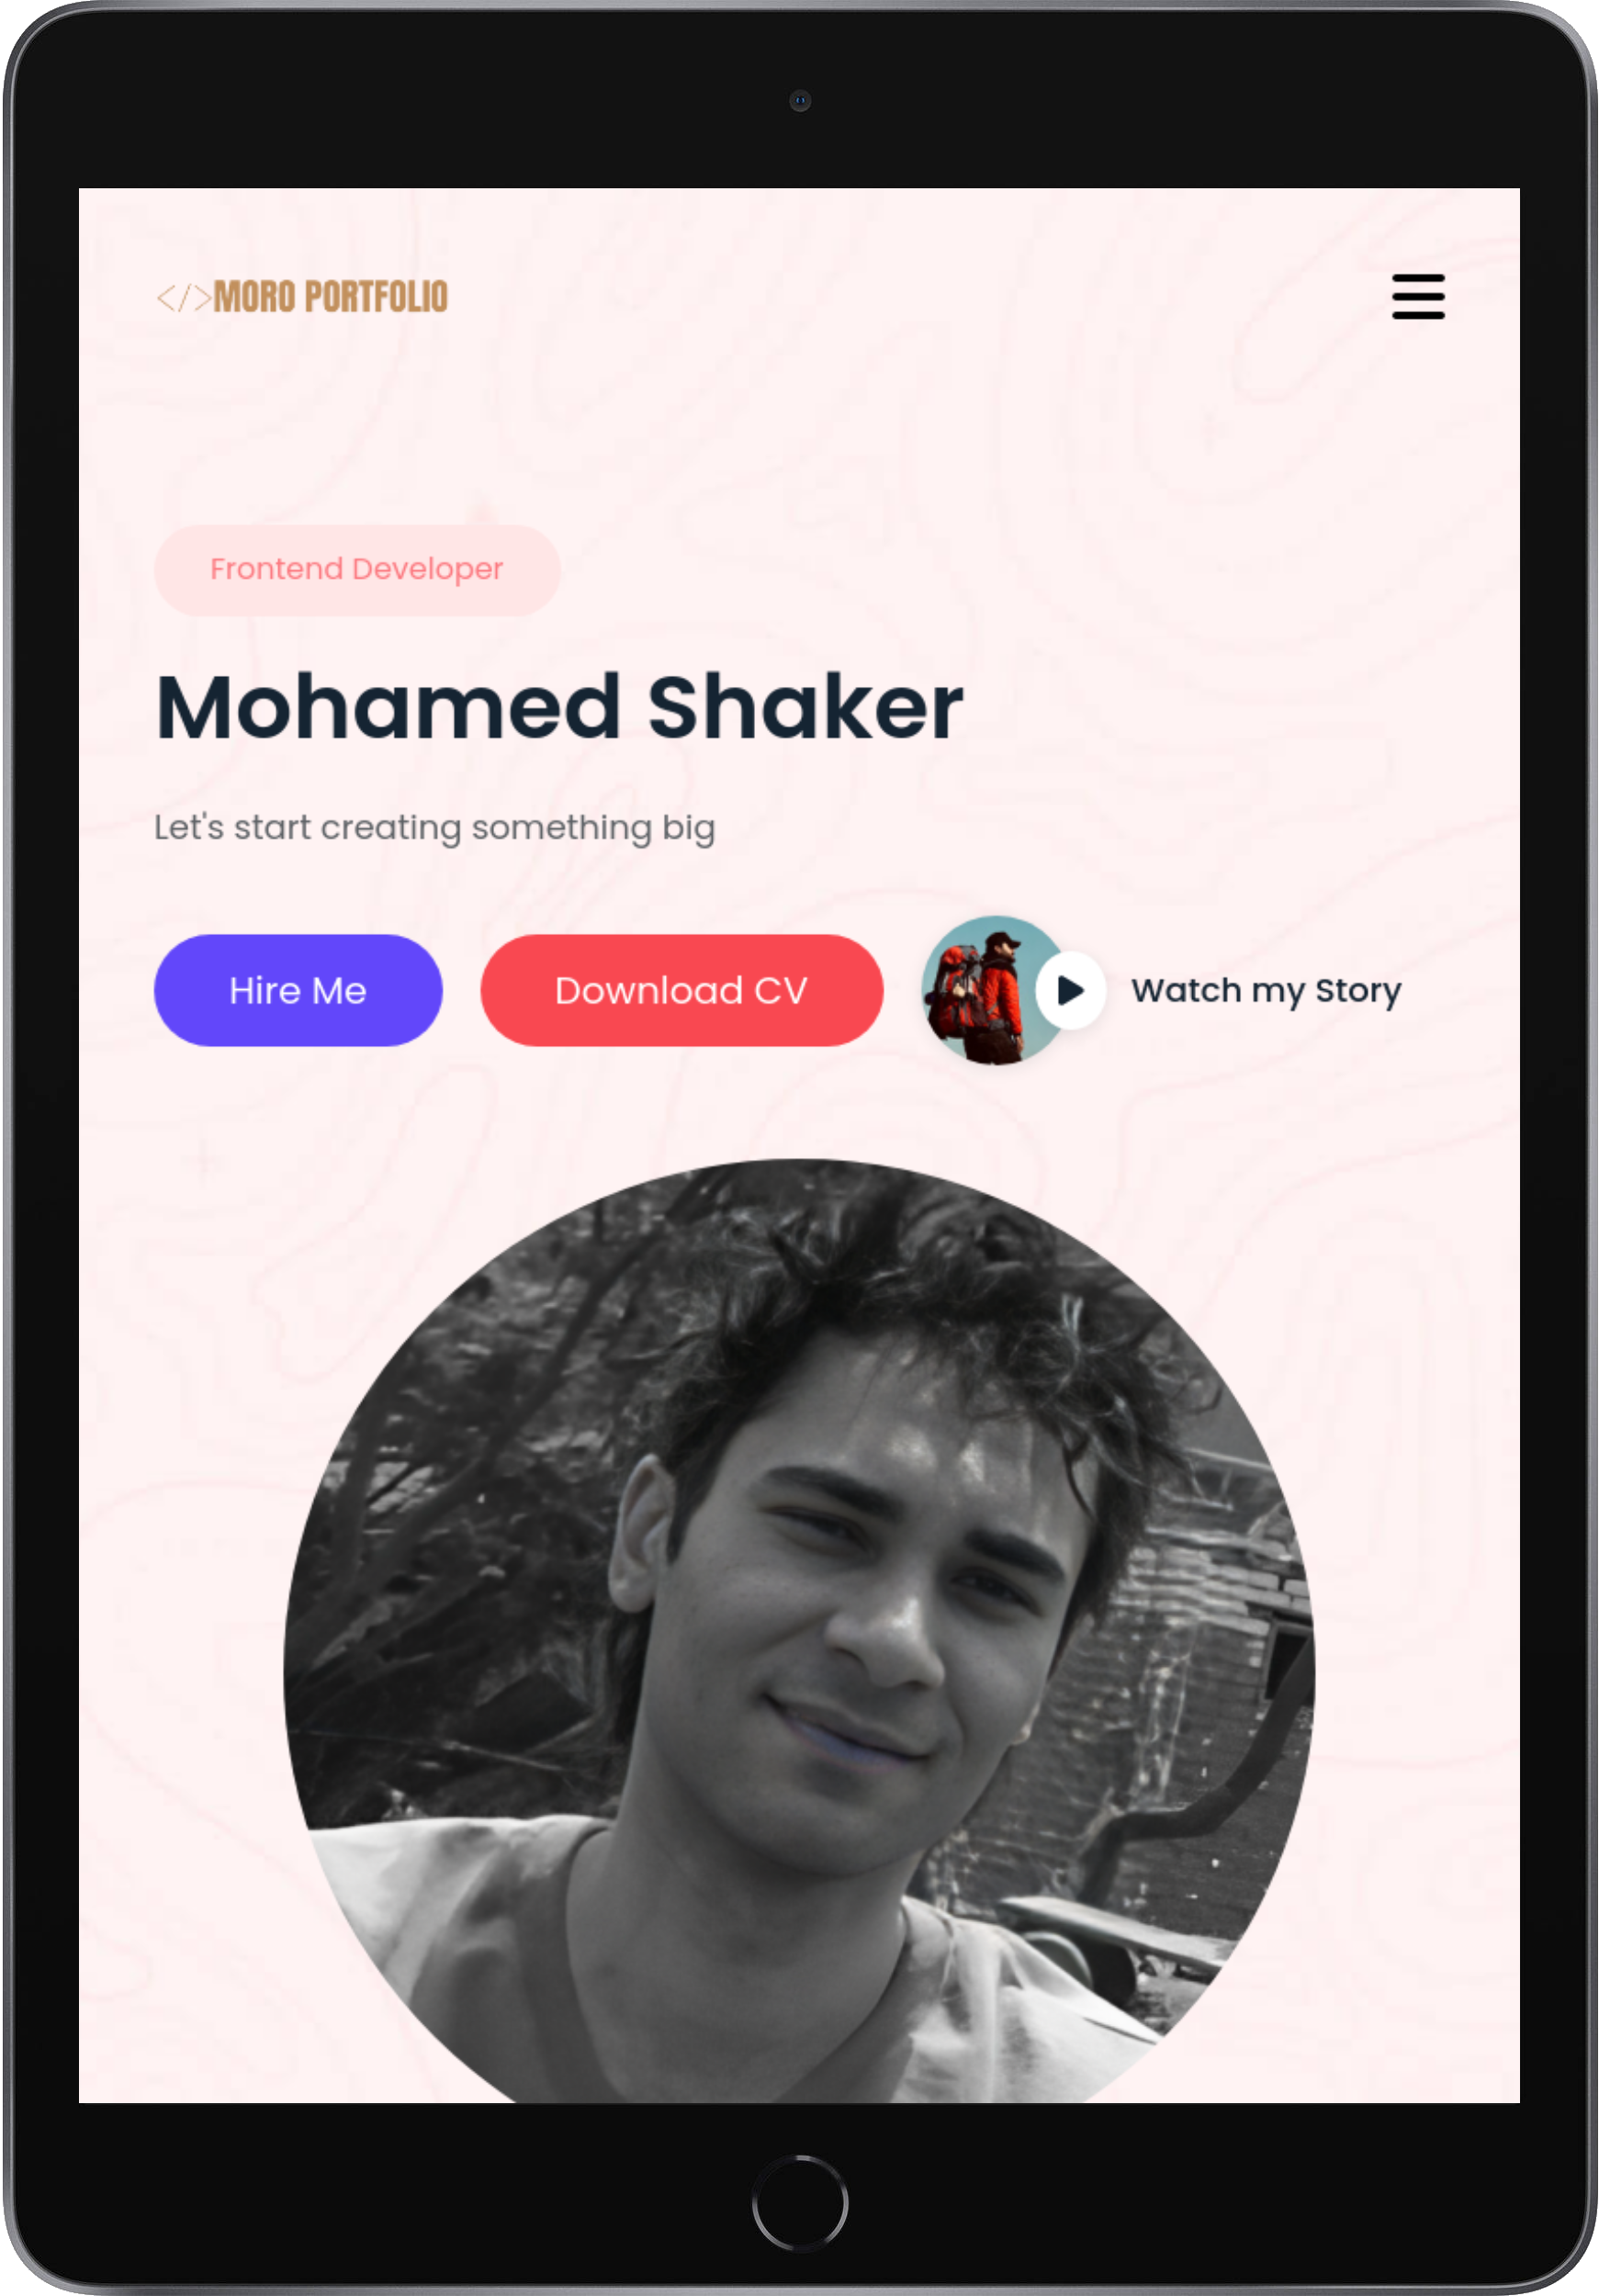 </>MORO PORTFOLIO
Frontend Developer
Mohamed Shaker
Let's start creating something big
Hire Me
Download CV
Watch my Story